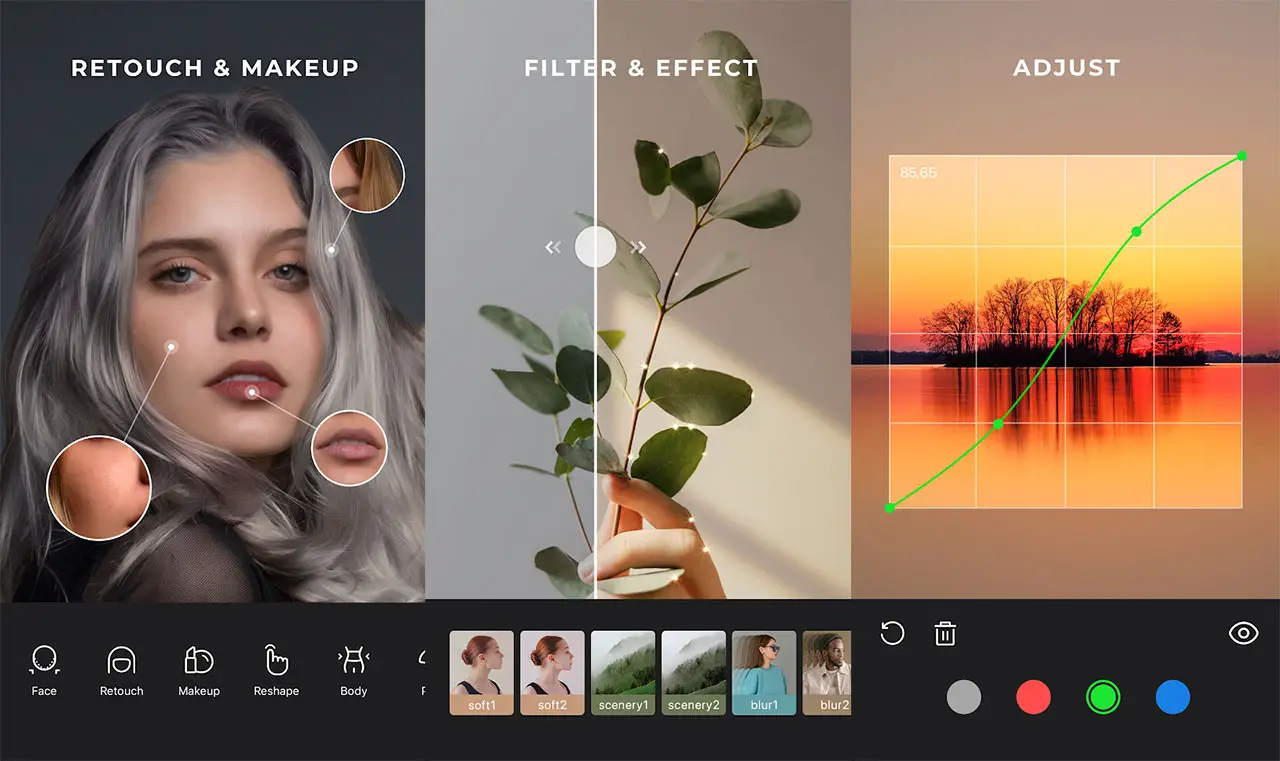 RETOUCH & MAKEUP
FILTER & EFFECT
ADJUST
85,65
Face
Retouch
Makeup
Reshape
Body
soft1
soft2
scenery1
scenery2
blur1
blur2